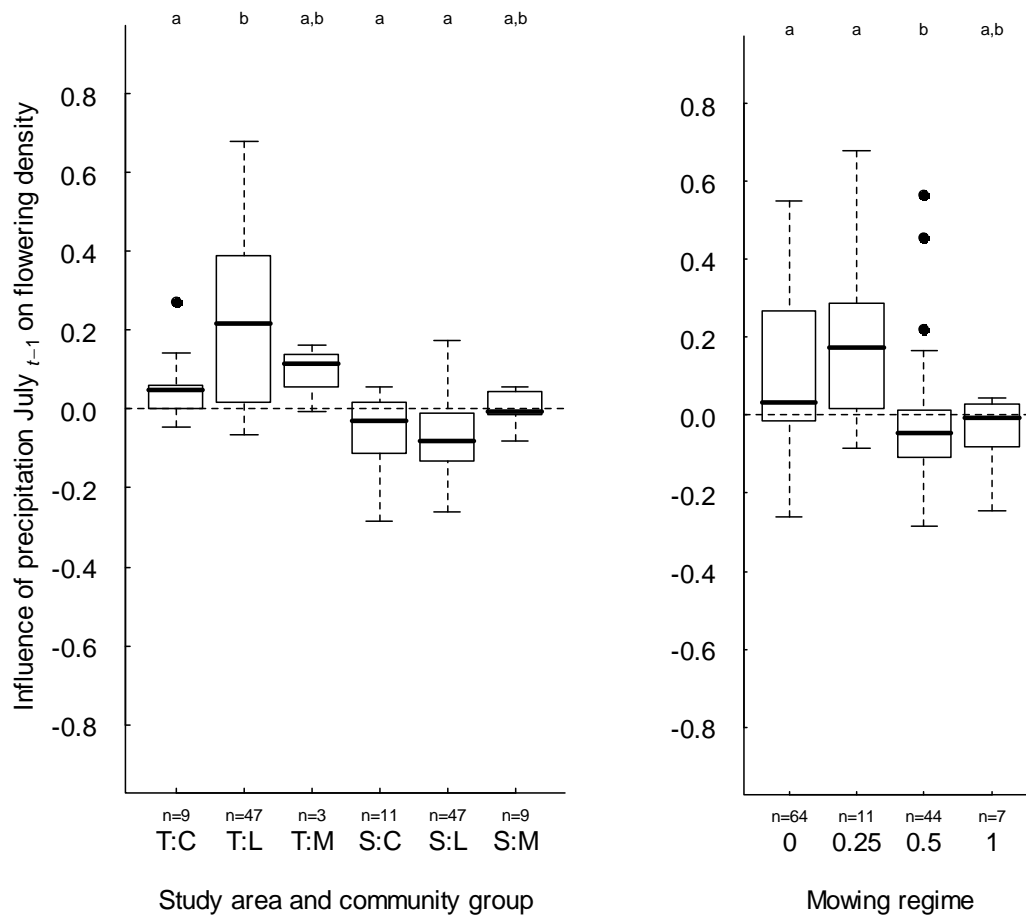 a b a,b a a a,b
Influence of precipitation July t−1 on flowering density
0.8
0.6
0.4
0.2
0.0
-0.2
-0.4
-0.6
-0.8
n=9 n=47 n=3 n=11 n=47 n=9
T:C T:L T:M S:C S:L S:M
Study area and community group
a a b a,b
0.8
0.6
0.4
0.2
0.0
-0.2
-0.4
-0.6
-0.8
n=64 n=11 n=44 n=7
0 0.25 0.5 1
Mowing regime